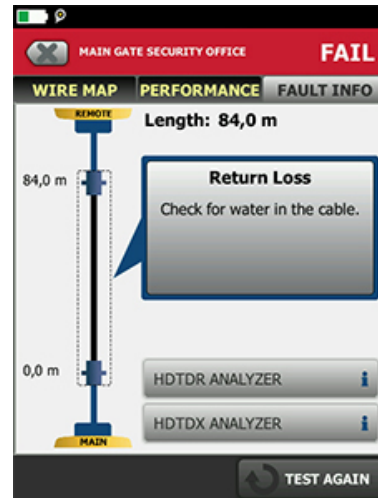 MAIN GATE SECURITY OFFICE
FAIL
WIRE MAP
PERFORMANCE
FAULT INFO
REMOTE
Length: 84,0 m
84,0 m
Return Loss
Check for water in the cable.
0,0 m
HDTDR ANALYZER i
HDTDX ANALYZER i
MAIN
TEST AGAIN